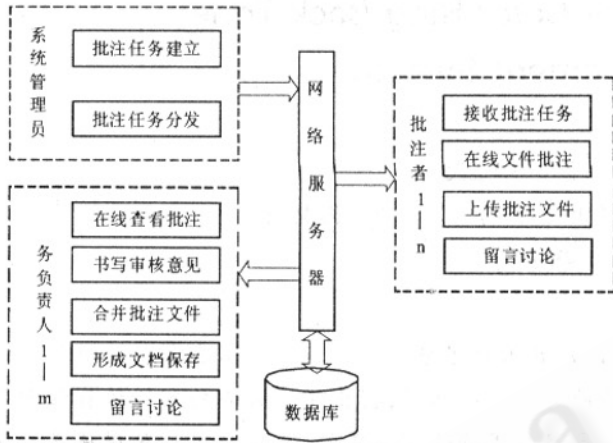 系统管理员
批注任务建立
批注任务分发
网络服务器
批注者1—n
接收批注任务
在线文件批注
上传批注文件
留言讨论
务负责人1—m
在线查看批注
书写审核意见
合并批注文件
形成文档保存
留言讨论
数据库